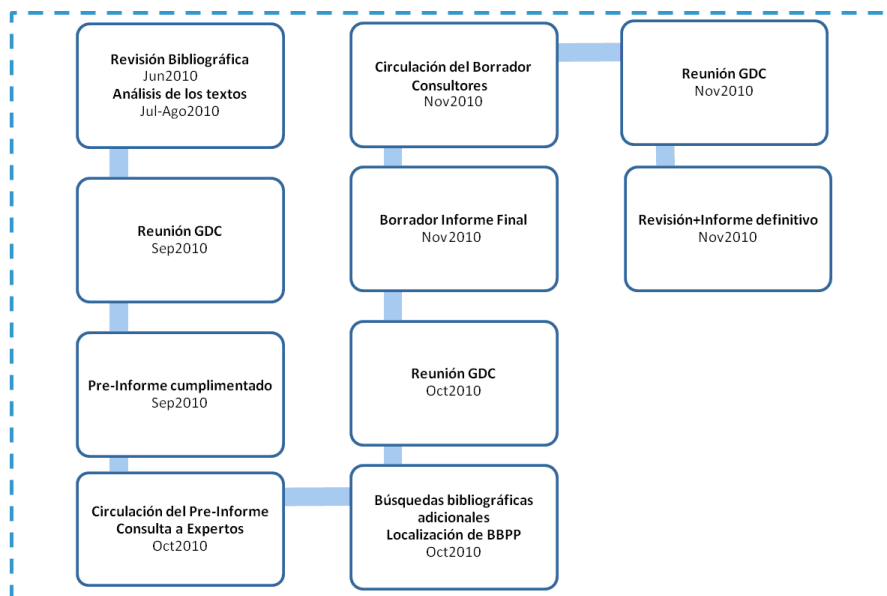 Revisión Bibliográfica
Jun2010
Análisis de los textos
Jul-Ago2010
Reunión GDC
Sep2010
Pre-Informe cumplimentado
Sep2010
Circulación del Pre-Informe
Consulta a Expertos
Oct2010
Búsquedas bibliográficas
adicionales
Localización de BBPP
Oct2010
Reunión GDC
Oct2010
Borrador Informe Final
Nov2010
Circulación del Borrador
Consultores
Nov2010
Reunión GDC
Nov2010
Revisión+Informe definitivo
Nov2010